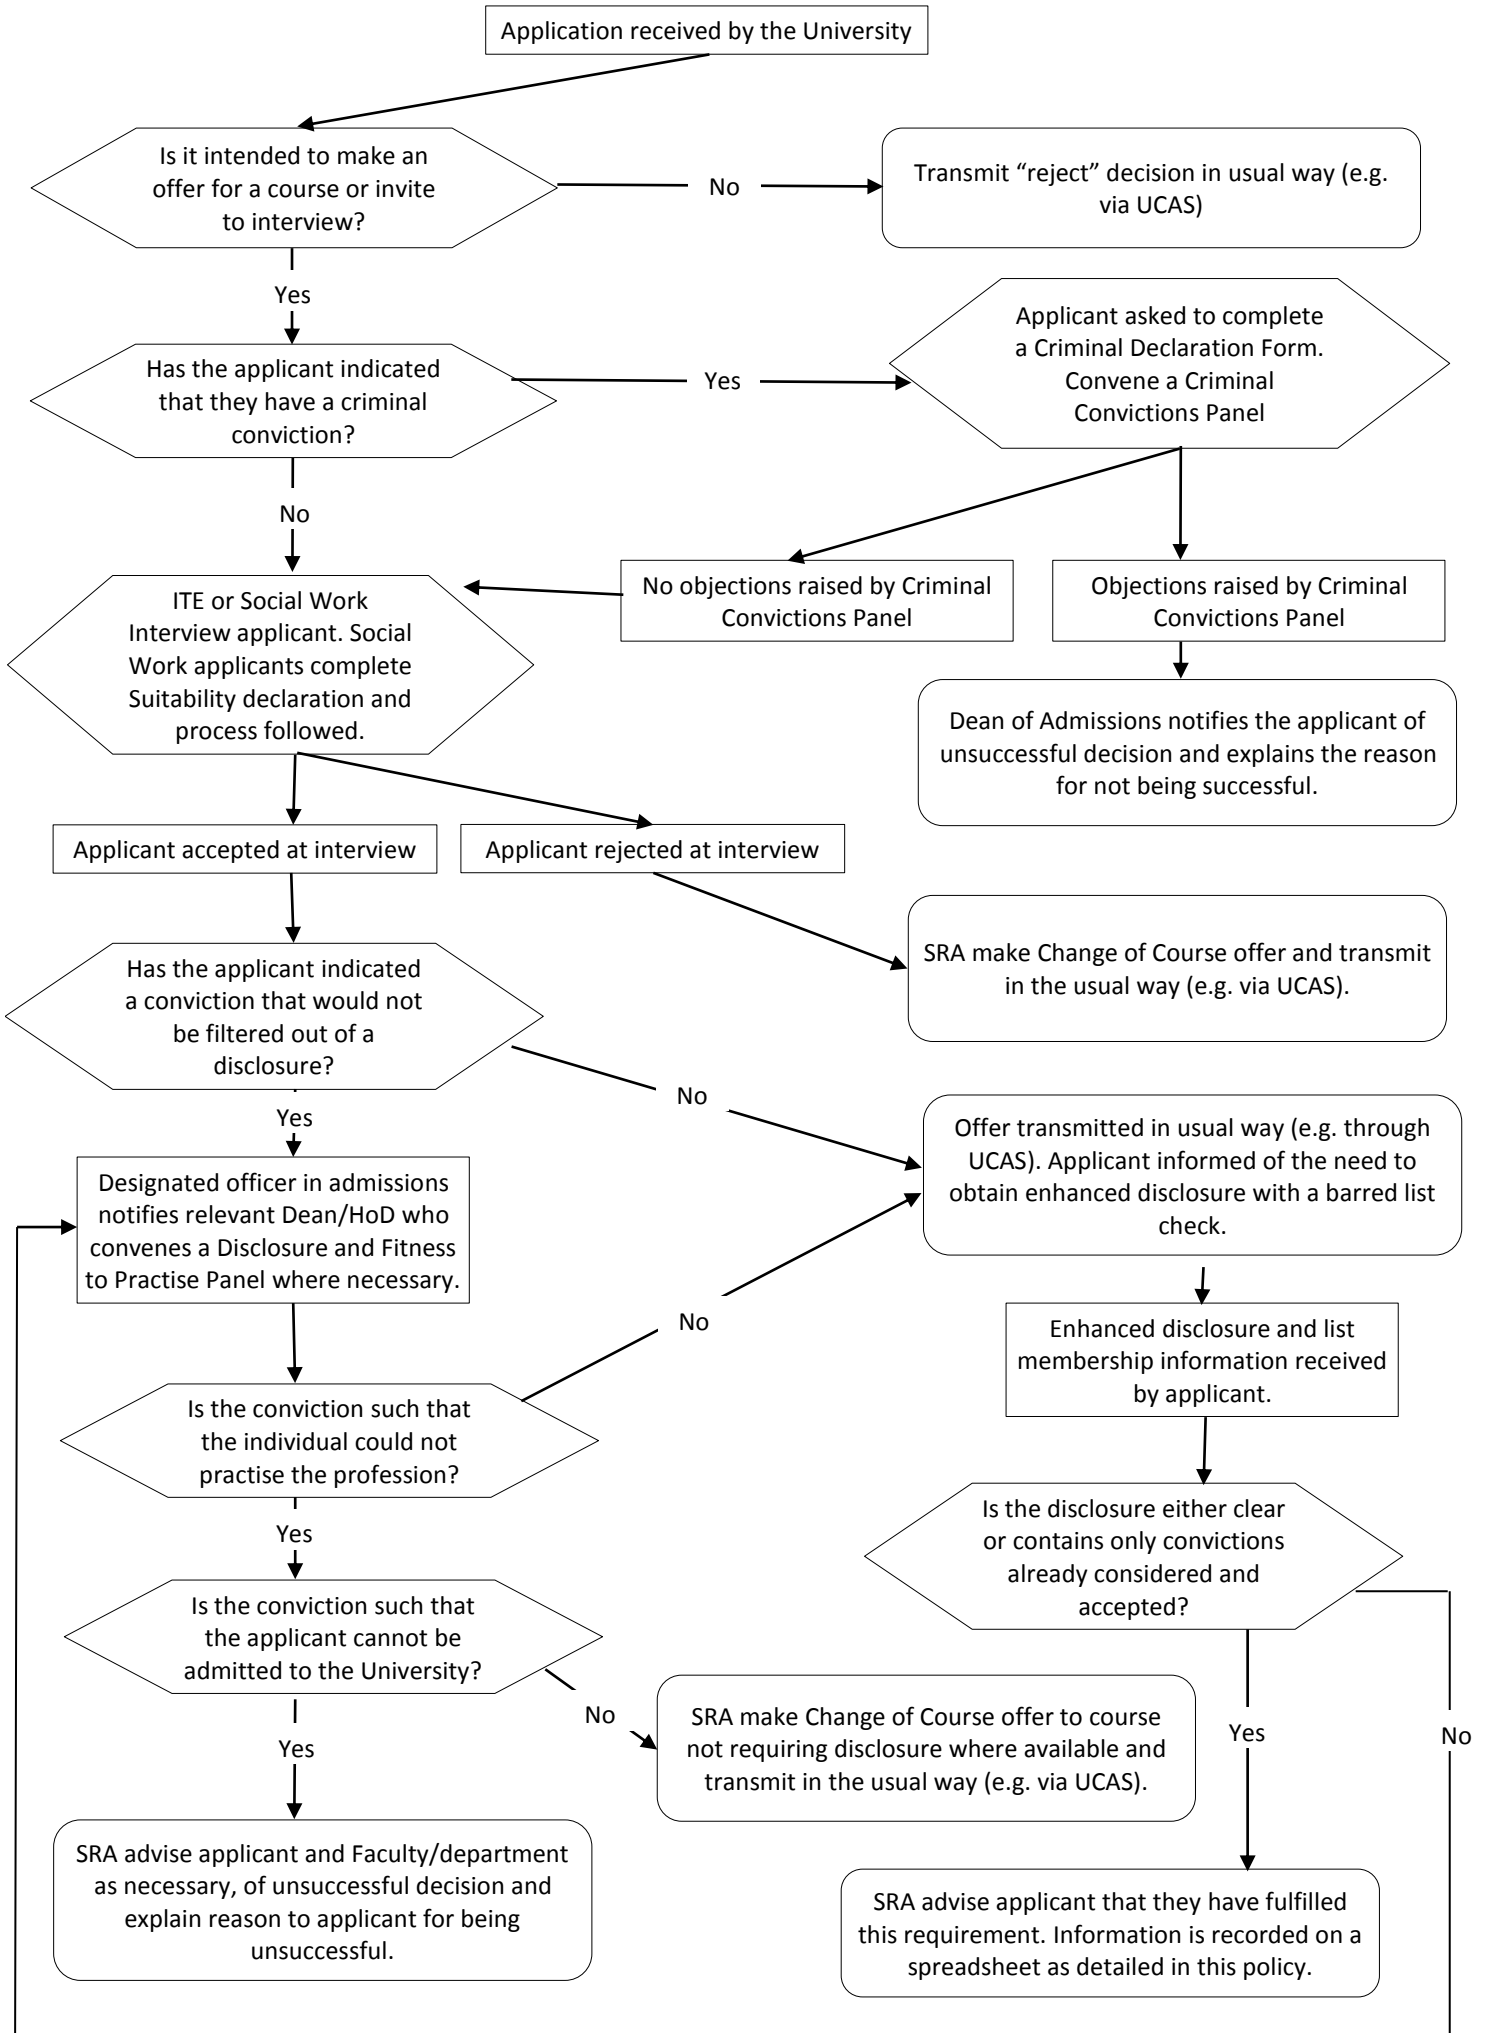 Application received by the University
Is it intended to make an
offer for a course or invite
to interview?
No
Transmit “reject” decision in usual way (e.g.
via UCAS)
Yes
Has the applicant indicated
that they have a criminal
conviction?
Yes
Applicant asked to complete
a Criminal Declaration Form.
Convene a Criminal
Convictions Panel
No
ITE or Social Work
Interview applicant. Social
Work applicants complete
Suitability declaration and
process followed.
No objections raised by Criminal
Convictions Panel
Objections raised by Criminal
Convictions Panel
Dean of Admissions notifies the applicant of
unsuccessful decision and explains the reason
for not being successful.
Applicant accepted at interview
Applicant rejected at interview
SRA make Change of Course offer and transmit
in the usual way (e.g. via UCAS).
Has the applicant indicated
a conviction that would not
be filtered out of a
disclosure?
No
Yes
Offer transmitted in usual way (e.g. through
UCAS). Applicant informed of the need to
obtain enhanced disclosure with a barred list
check.
Designated officer in admissions
notifies relevant Dean/HoD who
convenes a Disclosure and Fitness
to Practise Panel where necessary.
No
Enhanced disclosure and list
membership information received
by applicant.
Is the conviction such that
the individual could not
practise the profession?
Yes
Is the disclosure either clear
or contains only convictions
already considered and
accepted?
Is the conviction such that
the applicant cannot be
admitted to the University?
No
SRA make Change of Course offer to course
not requiring disclosure where available and
transmit in the usual way (e.g. via UCAS).
Yes
Yes
No
SRA advise applicant and Faculty/department
as necessary, of unsuccessful decision and
explain reason to applicant for being
unsuccessful.
SRA advise applicant that they have fulfilled
this requirement. Information is recorded on a
spreadsheet as detailed in this policy.